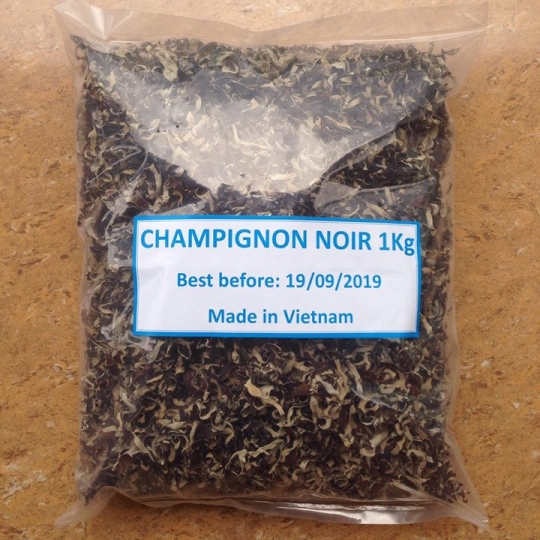 CHAMPIGNON NOIR 1Kg
Best before: 19/09/2019
Made in Vietnam